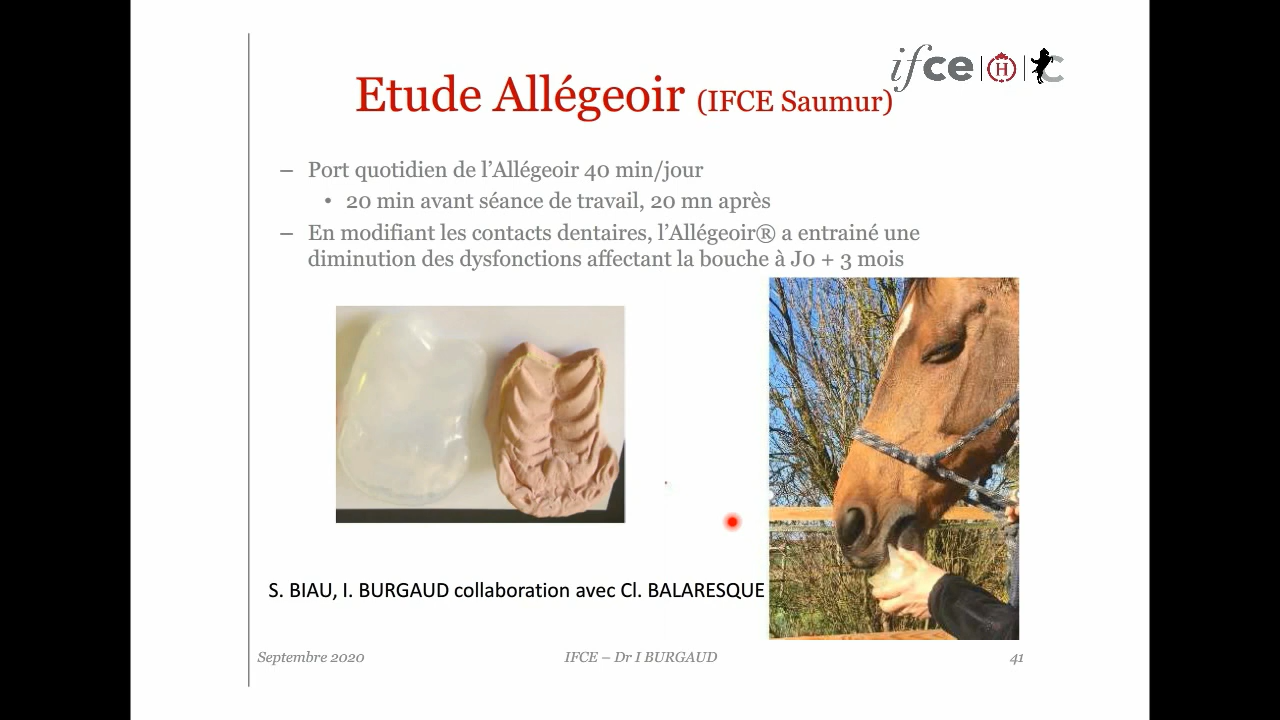 ifce H C
Etude Allégeoir (IFCE Saumur)
– Port quotidien de l’Allégeoir 40 min/jour
• 20 min avant séance de travail, 20 mn après
– En modifiant les contacts dentaires, l’Allégeoir® a entrainé une
diminution des dysfonctions affectant la bouche à J0 + 3 mois
S. BIAU, I. BURGAUD collaboration avec Cl. BALARESQUE
Septembre 2020 IFCE – Dr I BURGAUD 41